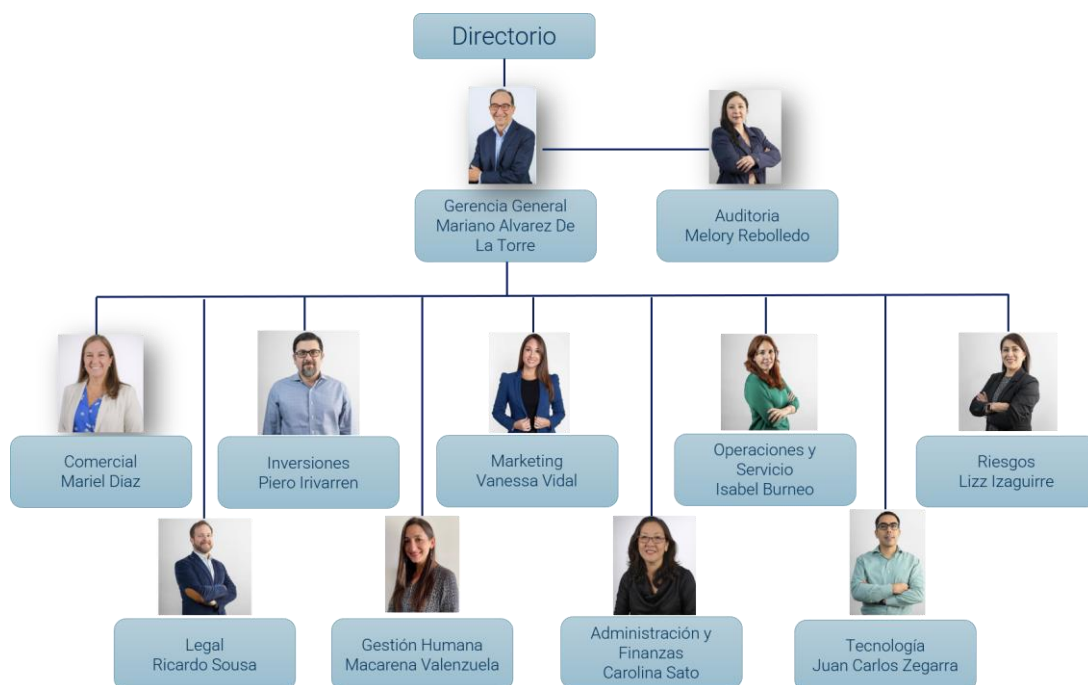 Directorio
Gerencia General
Mariano Alvarez De
La Torre
Auditoria
Melory Rebolledo
Comercial
Mariel Diaz
Inversiones
Piero Irivarren
Marketing
Vanessa Vidal
Operaciones y
Servicio
Isabel Burneo
Riesgos
Lizz Izaguirre
Legal
Ricardo Sousa
Gestión Humana
Macarena Valenzuela
Administración y
Finanzas
Carolina Sato
Tecnología
Juan Carlos Zegarra